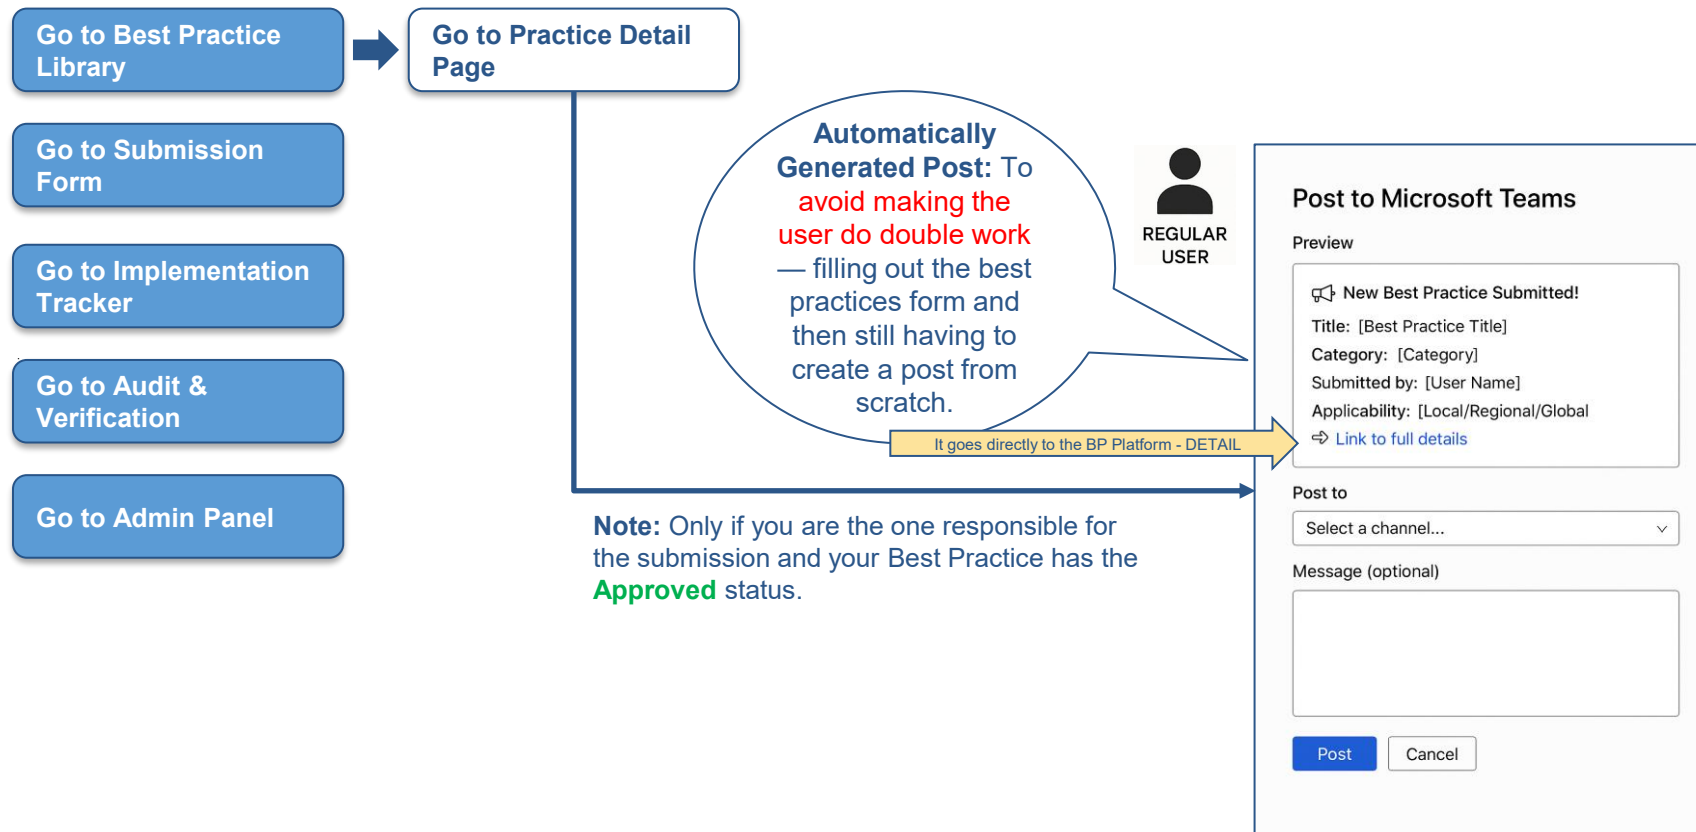 Go to Best Practice
Library
Go to Practice Detail
Page
Go to Submission
Form
Go to Implementation
Tracker
Go to Audit &
Verification
Go to Admin Panel
Automatically
Generated Post: To
avoid making the
user do double work
— filling out the best
practices form and
then still having to
create a post from
scratch.
REGULAR
USER
It goes directly to the BP Platform - DETAIL
Note: Only if you are the one responsible for
the submission and your Best Practice has the
Approved status.
Post to Microsoft Teams
Preview
New Best Practice Submitted!
Title: [Best Practice Title]
Category: [Category]
Submitted by: [User Name]
Applicability: [Local/Regional/Global
Link to full details
Post to
Select a channel...
Message (optional)
Post
Cancel